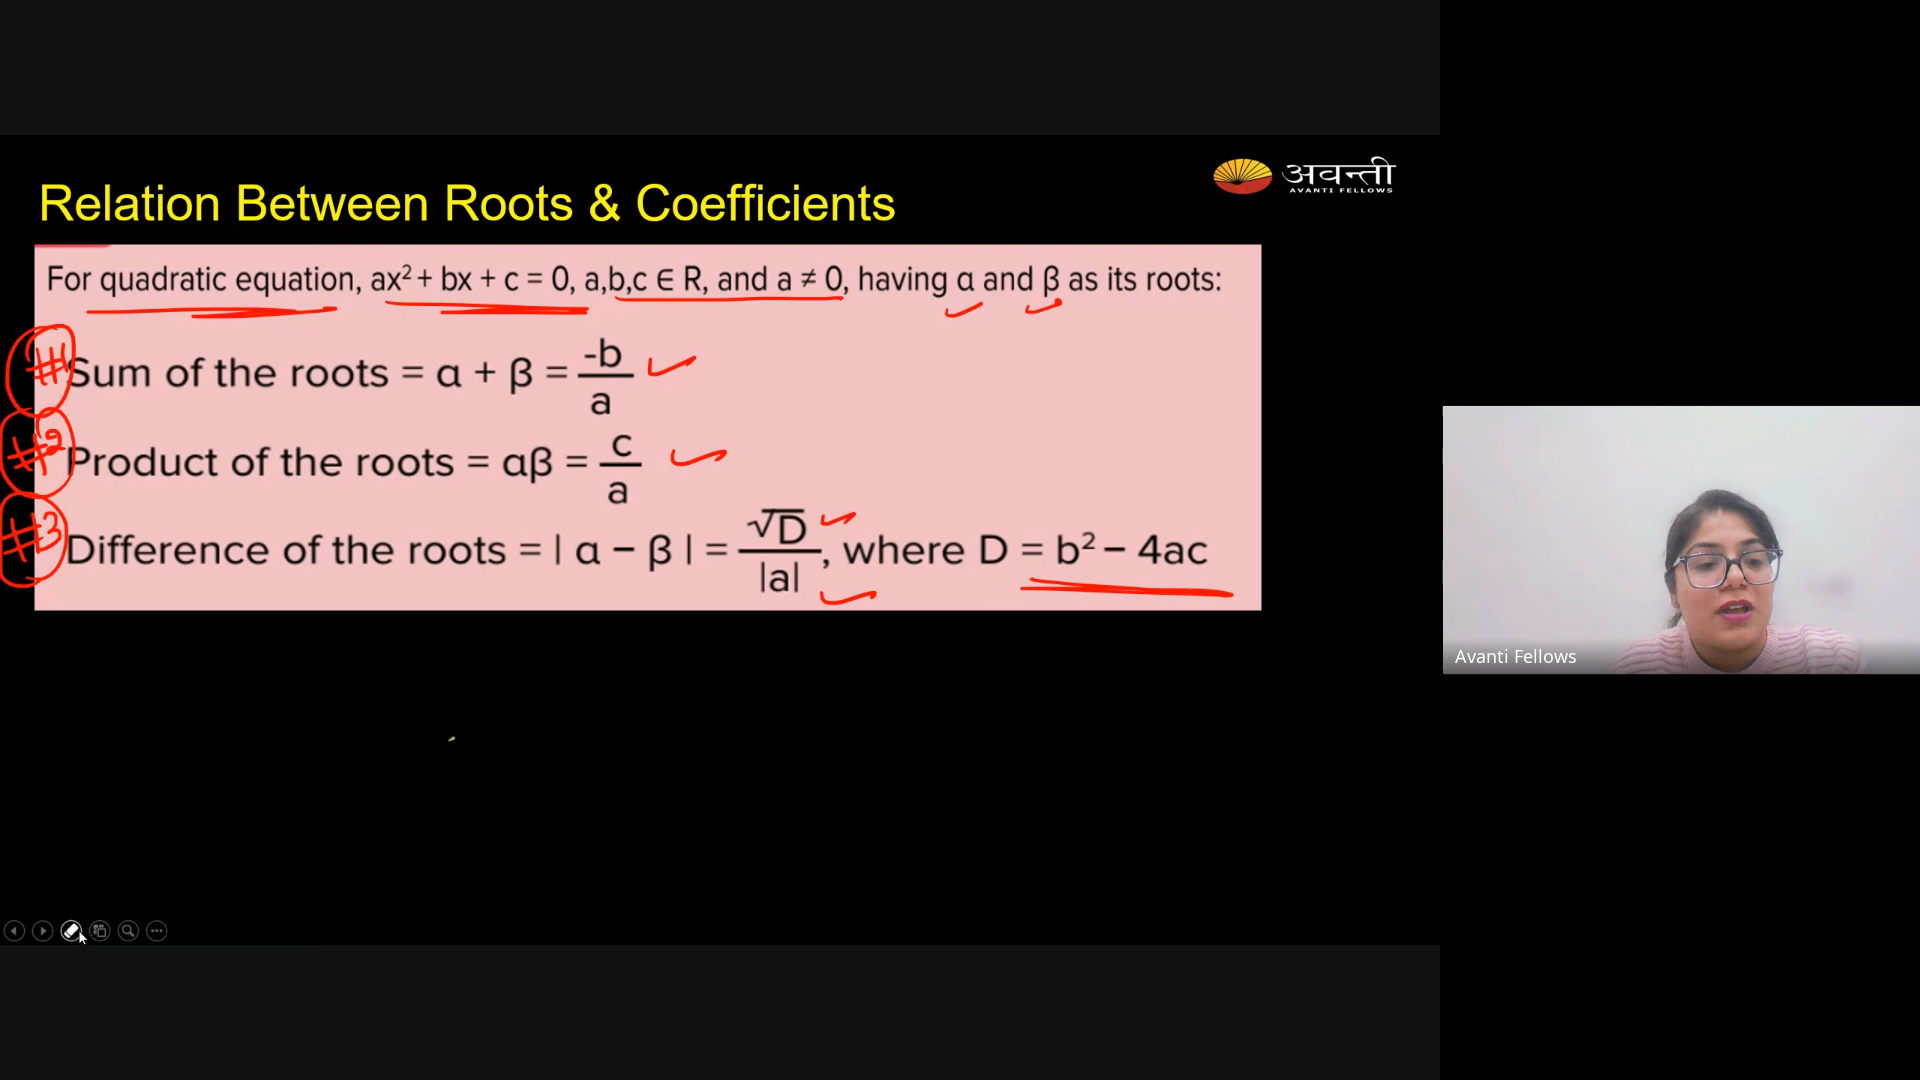 अवन्ती
AVANTI FELLOWS
Relation Between Roots & Coefficients
For quadratic equation, ax² + bx + c = 0, a,b,c ∈ R, and a ≠ 0, having α and β as its roots:
#1 Sum of the roots = α + β = -b/a
#2 Product of the roots = αβ = c/a
#3 Difference of the roots = | α − β | = √D/|a|, where D = b² − 4ac
Avanti Fellows